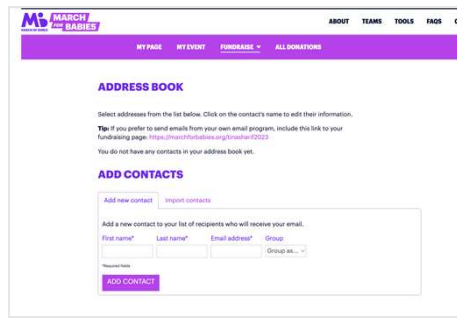 MARCH
FOR BABIES
MARCH OF DIMES
ABOUT TEAMS TOOLS FAQS
MY PAGE MY EVENT FUNDRAISE ALL DONATIONS
ADDRESS BOOK
Select addresses from the list below. Click on the contact's name to edit their information.
Tip: If you prefer to send emails from your own email program, include this link to your
fundraising page: https://marchforbabies.org/tinasharif2023
You do not have any contacts in your address book yet.
ADD CONTACTS
Add new contact Import contacts
Add a new contact to your list of recipients who will receive your email.
First name* Last name* Email address* Group
Group as...
*Required fields
ADD CONTACT